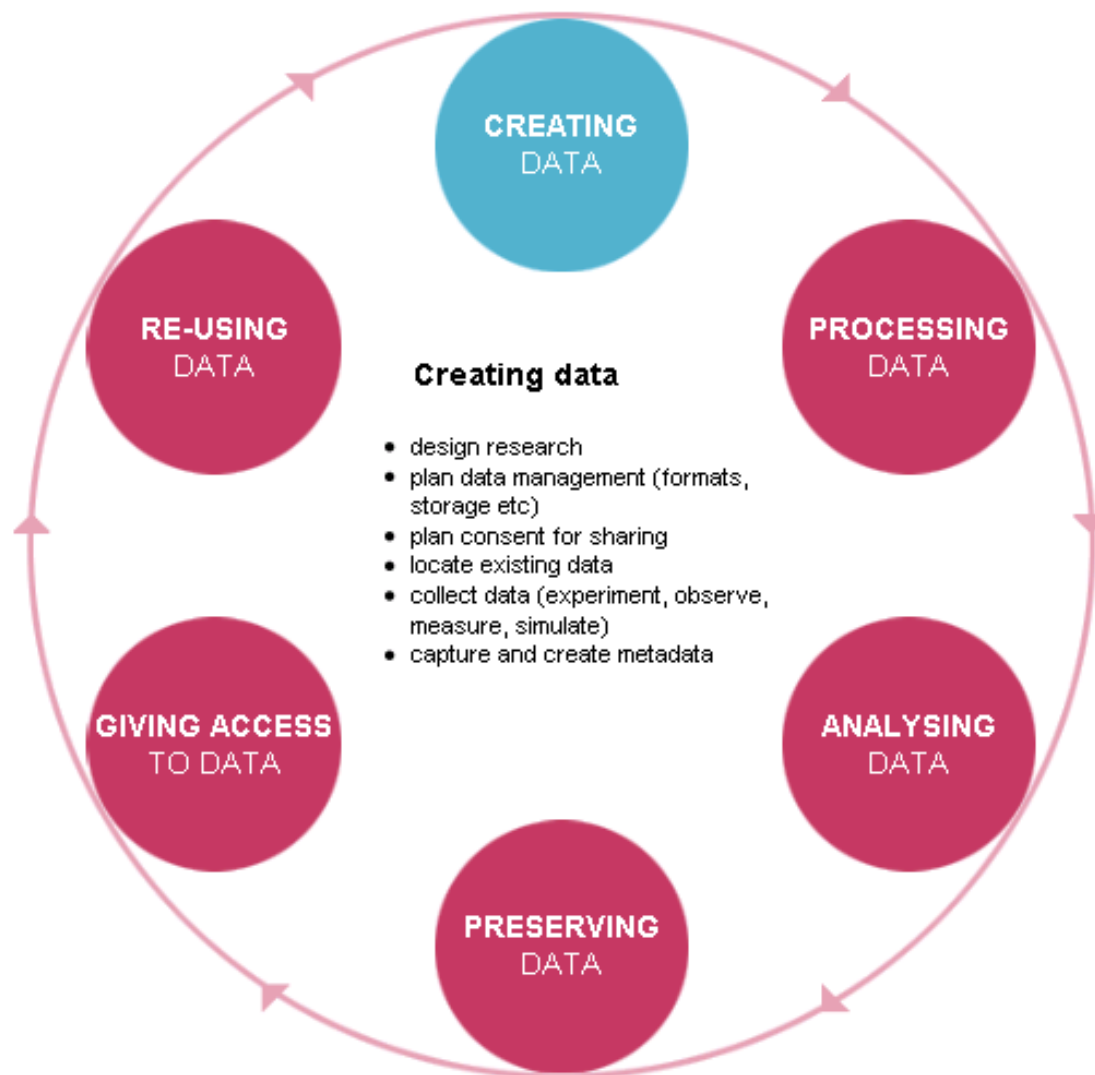 CREATING
DATA
PROCESSING
DATA
ANALYSING
DATA
PRESERVING
DATA
GIVING ACCESS
TO DATA
RE-USING
DATA
Creating data
• design research
• plan data management (formats,
storage etc)
• plan consent for sharing
• locate existing data
• collect data (experiment, observe,
measure, simulate)
• capture and create metadata